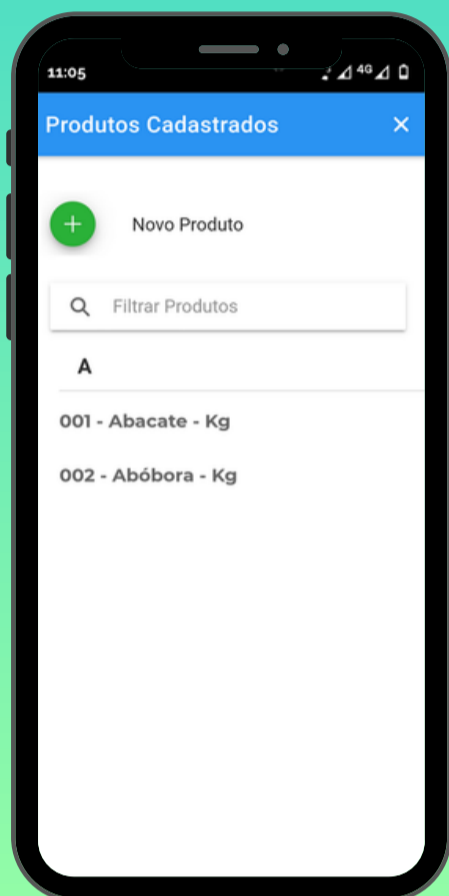 11:05
4G
Produtos Cadastrados
Novo Produto
Filtrar Produtos
A
001 - Abacate - Kg
002 - Abóbora - Kg